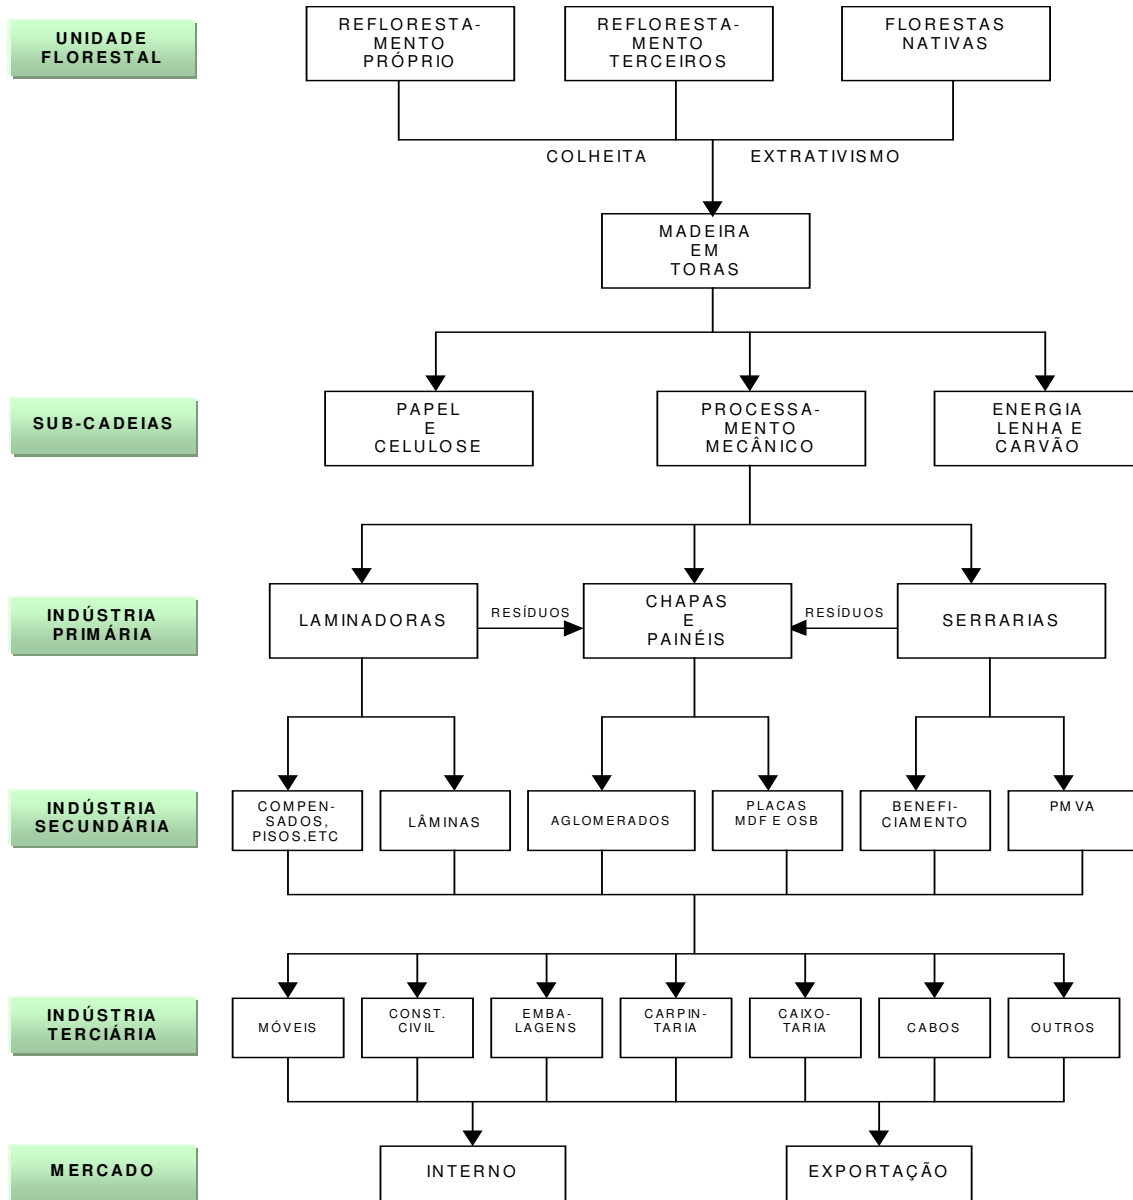 UNIDADE
FLORESTAL
REFLORESTA-
MENTO
PRÓPRIO
REFLORESTA-
MENTO
TERCEIROS
FLORESTAS
NATIVAS
COLHEITA
EXTRATIVISMO
MADEIRA
EM
TORAS
SUB-CADEIAS
PAPEL
E
CELULOSE
PROCESSA-
MENTO
MECÂNICO
ENERGIA
LENHA E
CARVÃO
INDÚSTRIA
PRIMÁRIA
LAMINADORAS
RESÍDUOS
CHAPAS
E
PAINÉIS
RESÍDUOS
SERRARIAS
INDÚSTRIA
SECUNDÁRIA
COMPEN-
SADOS,
PISOS,ETC
LÂMINAS
AGLOMERADOS
PLACAS
MDF E OSB
BENEFI-
CIAMENTO
PMVA
INDÚSTRIA
TERCIÁRIA
MÓVEIS
CONST.
CIVIL
EMBA-
LAGENS
CARPIN-
TARIA
CAIXO-
TARIA
CABOS
OUTROS
MERCADO
INTERNO
EXPORTAÇÃO